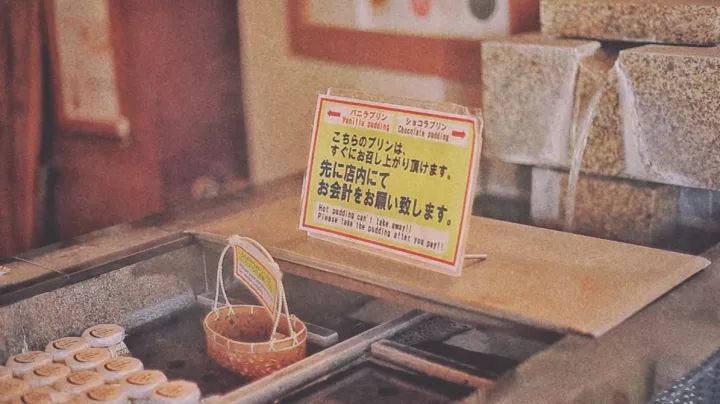 バニラプリン
Vanilla pudding
ショコラプリン
Chocolate pudding
こちらのプリンは、
すぐにお召し上がり頂けます。
先に店内にて
お会計をお願い致します。
Hot pudding can't take away!!
Please take the pudding after you pay!!